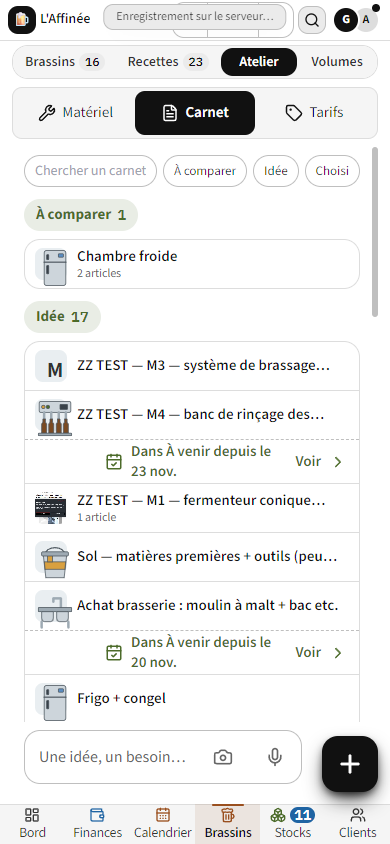 L'Affinée
Enregistrement sur le serveur…
G
A
Brassins 16
Recettes 23
Atelier
Volumes
Matériel
Carnet
Tarifs
Chercher un carnet
À comparer
Idée
Choisi
À comparer 1
Chambre froide
2 articles
Idée 17
M
ZZ TEST — M3 — système de brassage…
ZZ TEST — M4 — banc de rinçage des…
Dans À venir depuis le
23 nov.
Voir
ZZ TEST — M1 — fermenteur conique…
1 article
Sol — matières premières + outils (peu…
Achat brasserie : moulin à malt + bac etc.
Dans À venir depuis le
20 nov.
Voir
Frigo + congel
Une idée, un besoin…
Bord
Finances
Calendrier
Brassins
Stocks
11
Clients